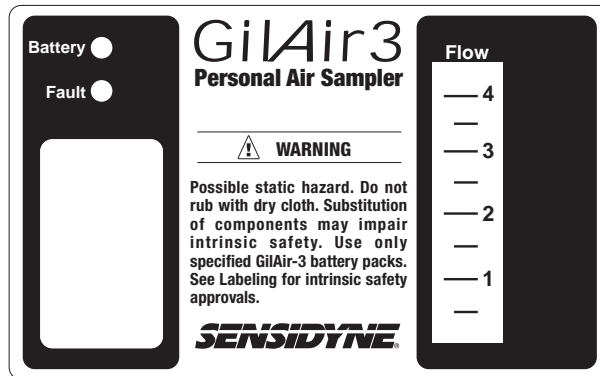 Battery
Fault
GilAir3
Personal Air Sampler
WARNING
Possible static hazard. Do not
rub with dry cloth. Substitution
of components may impair
intrinsic safety. Use only
specified GilAir-3 battery packs.
See Labeling for intrinsic safety
approvals.
SENSIDYNE®
Flow
4
3
2
1